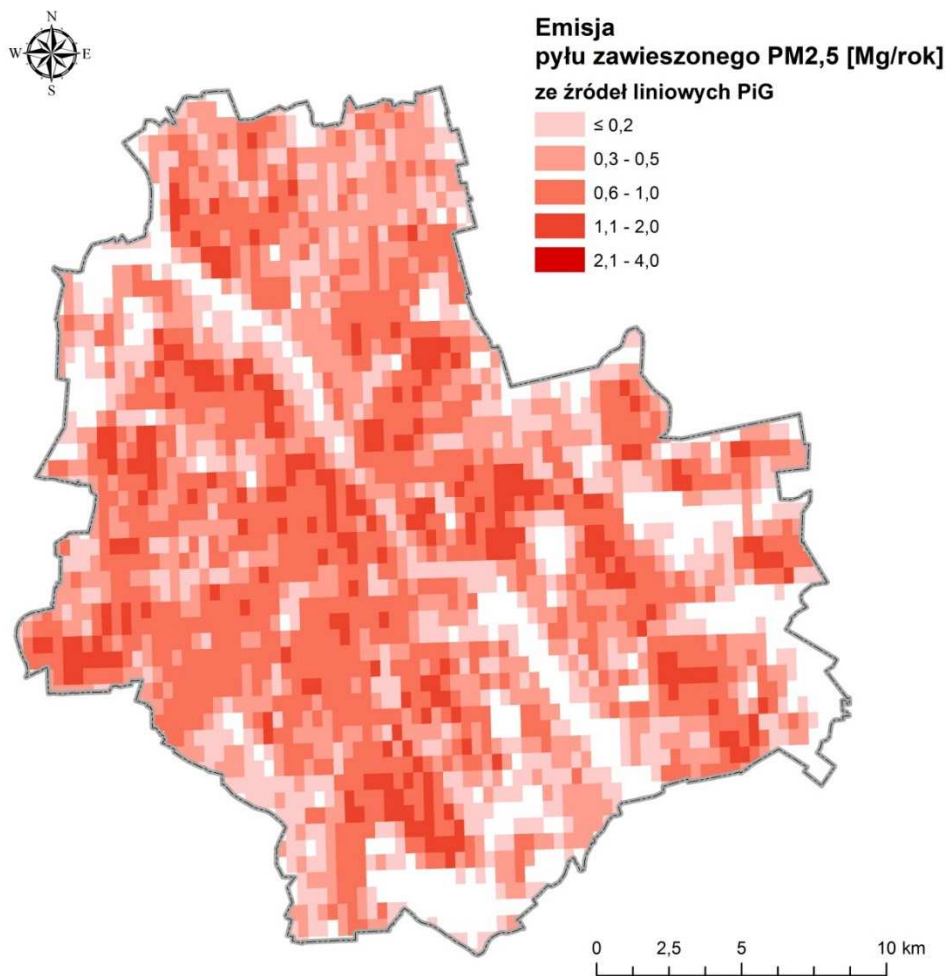 N
W E
S
Emisja
pyłu zawieszonego PM2,5 [Mg/rok]
ze źródeł liniowych PiG
≤ 0,2
0,3 - 0,5
0,6 - 1,0
1,1 - 2,0
2,1 - 4,0
0 2,5 5 10 km